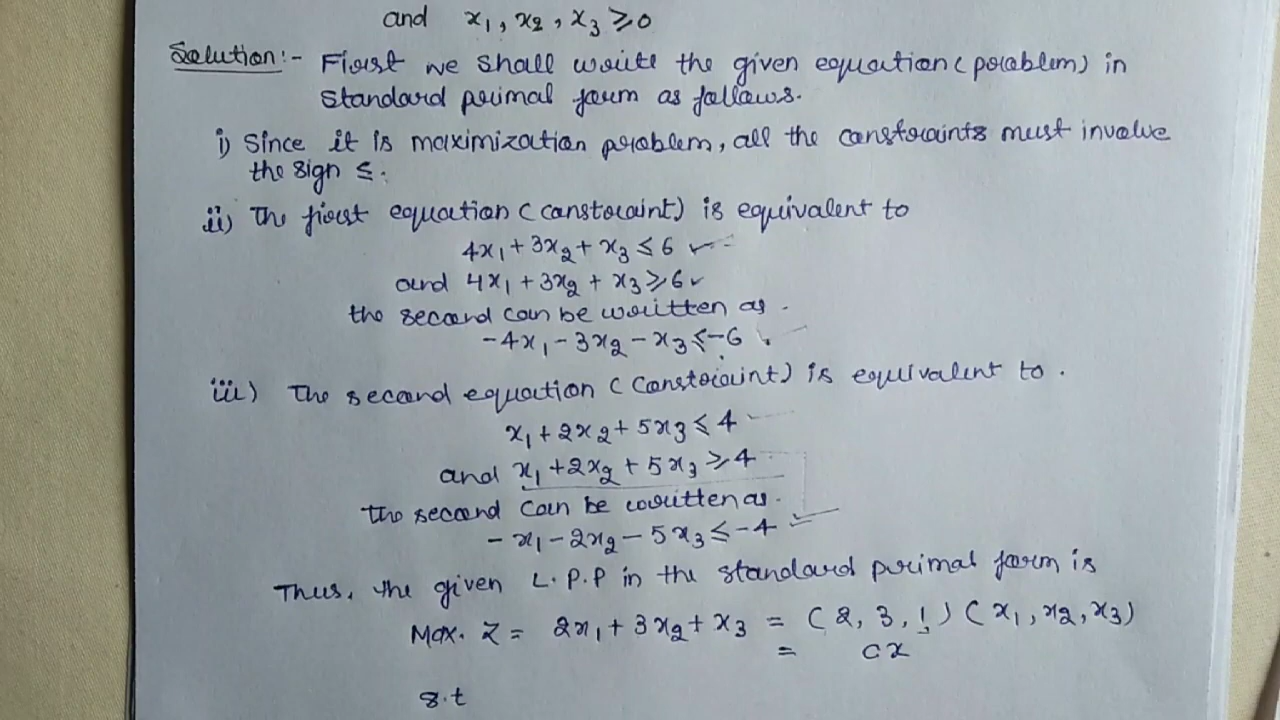 and x₁, x₂, x₃ ≥ 0
Solution:- First we shall write the given equation (problem) in
standard primal form as follows.
i) Since it is maximization problem, all the constraints must involve
the sign ≤.
ii) The first equation (constraint) is equivalent to
4x₁ + 3x₂ + x₃ ≤ 6
and 4x₁ + 3x₂ + x₃ ≥ 6
the second can be written as.
-4x₁ - 3x₂ - x₃ ≤ -6
iii) The second equation (constraint) is equivalent to.
x₁ + 2x₂ + 5x₃ ≤ 4
and x₁ + 2x₂ + 5x₃ ≥ 4
the second can be written as.
- x₁ - 2x₂ - 5x₃ ≤ -4
Thus, the given L.P.P in the standard primal form is
Max. Z = 2x₁ + 3x₂ + x₃ = (2, 3, 1) (x₁, x₂, x₃)
= cx
s.t